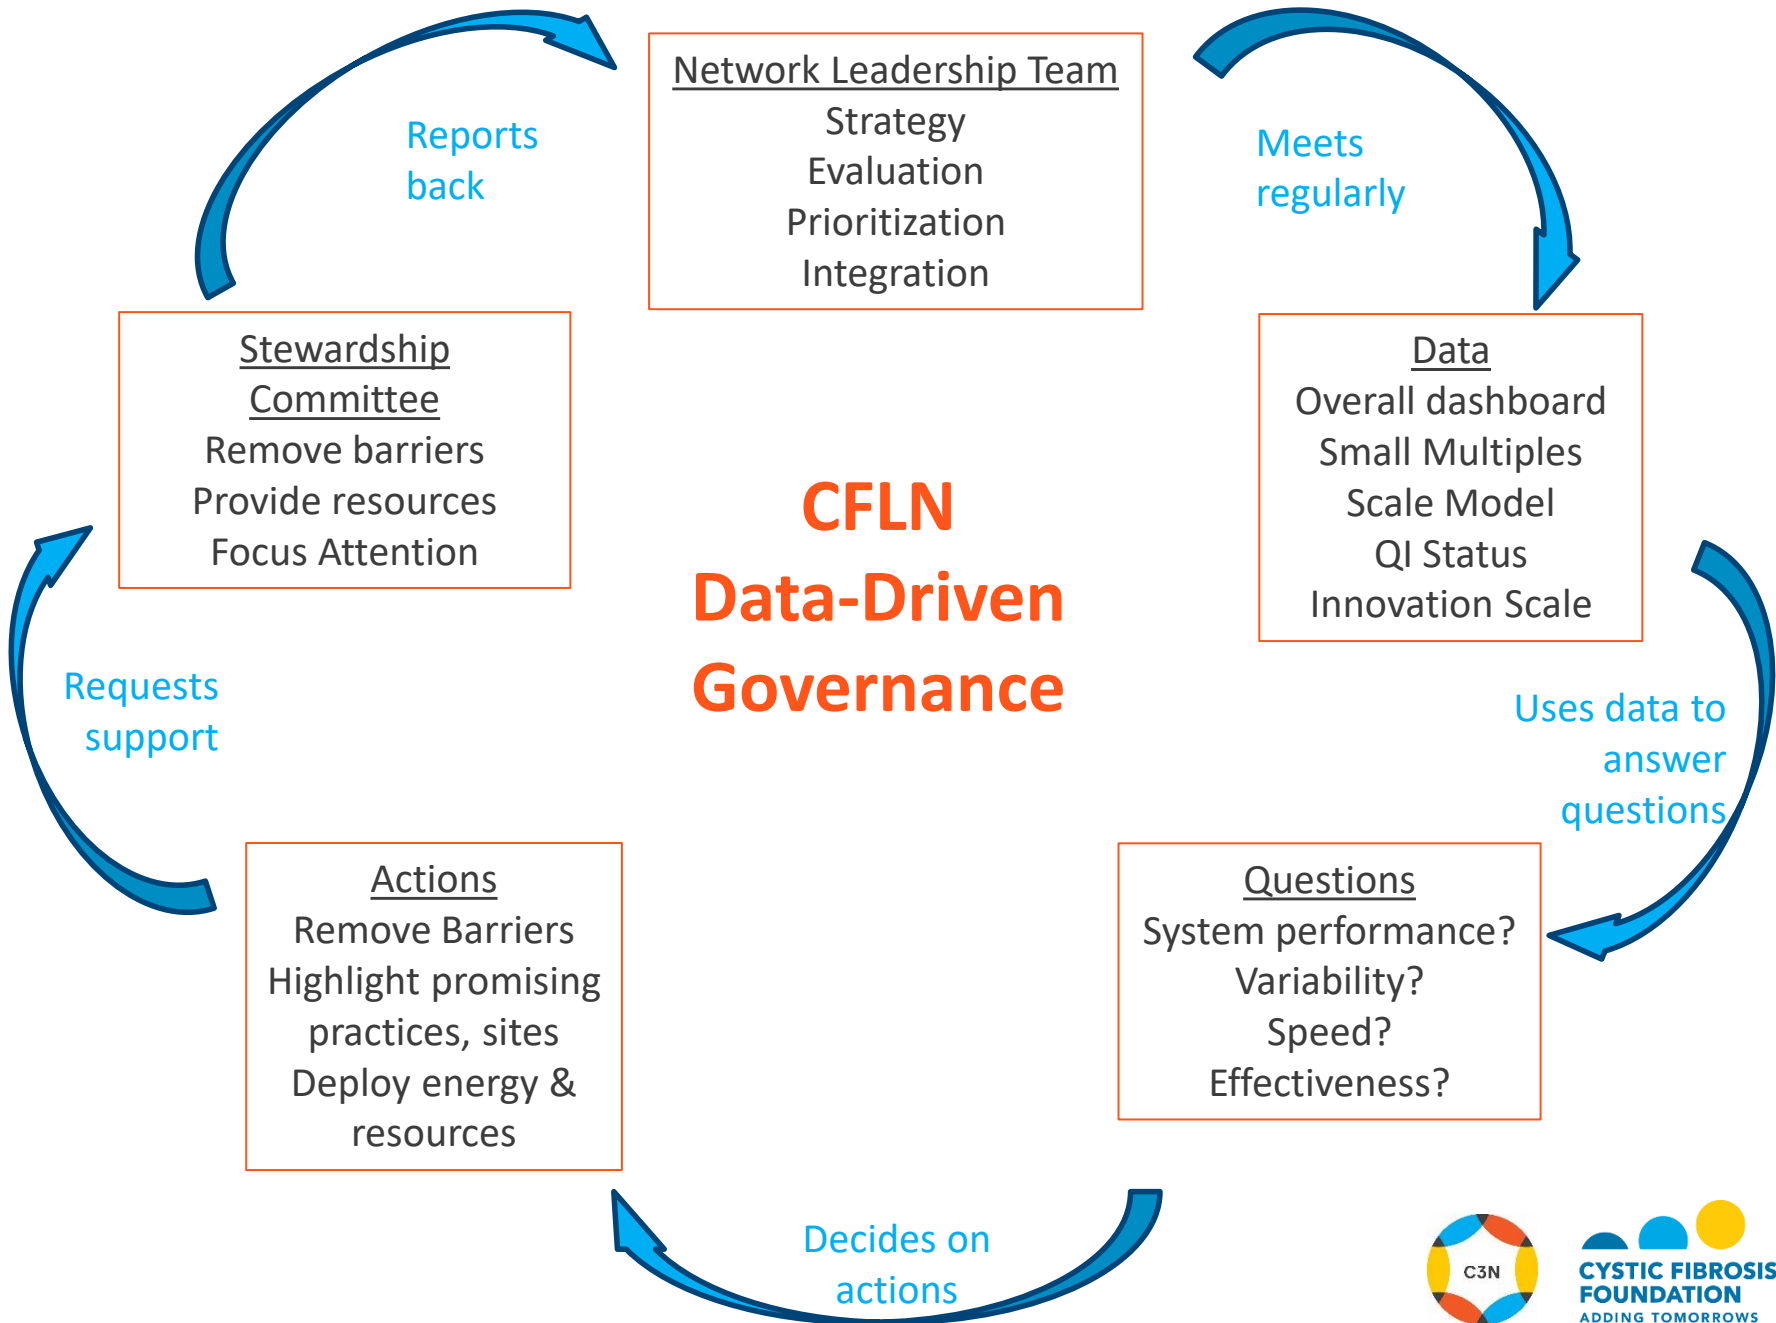 Network Leadership Team
Strategy
Evaluation
Prioritization
Integration
Meets
regularly
Data
Overall dashboard
Small Multiples
Scale Model
QI Status
Innovation Scale
Uses data to
answer
questions
Questions
System performance?
Variability?
Speed?
Effectiveness?
Decides on
actions
Actions
Remove Barriers
Highlight promising
practices, sites
Deploy energy &
resources
Requests
support
Stewardship
Committee
Remove barriers
Provide resources
Focus Attention
Reports
back
CFLN
Data-Driven
Governance
C3N
CYSTIC FIBROSIS
FOUNDATION
ADDING TOMORROWS